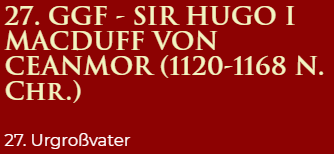 27. GGF - SIR HUGO I
MACDUFF VON
CEANMOR (1120-1168 N.
CHR.)
27. Urgroßvater